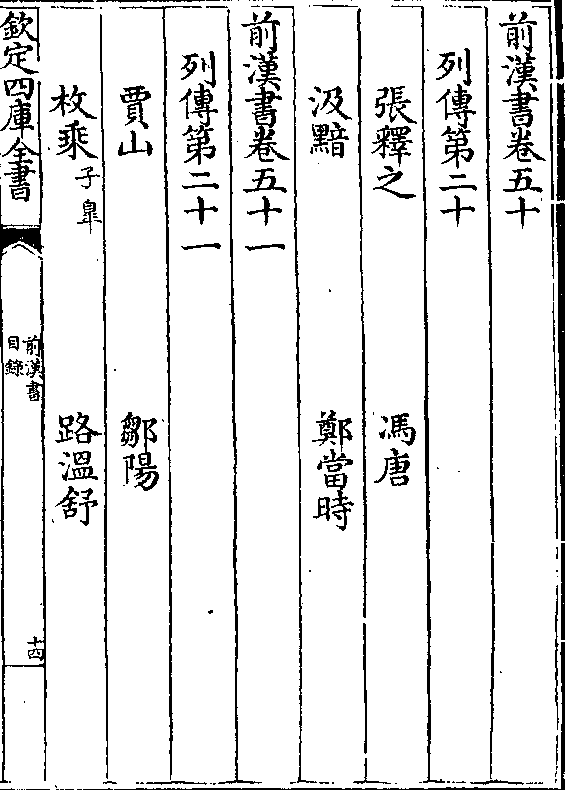 前漢書卷五十
列傳第二十
張釋之　馮唐
汲黯　鄭當時
前漢書卷五十一
列傳第二十一
賈山　鄒陽
枚乘子臯　路溫舒
欽定四庫全書
前漢書
目錄
十四